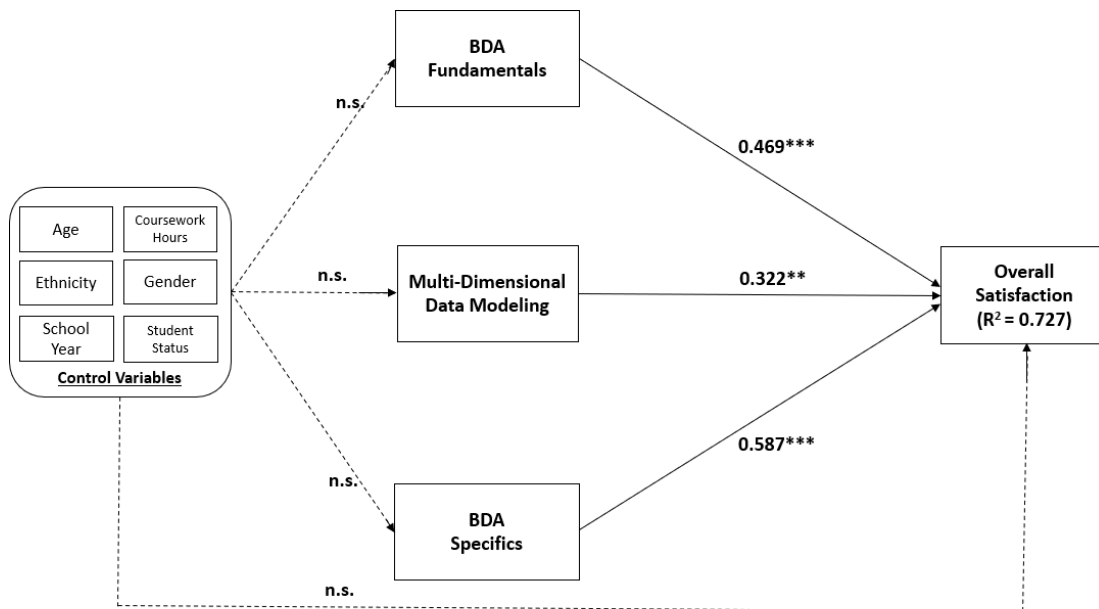 BDA
Fundamentals
n.s.
0.469***
Age
Coursework
Hours
Ethnicity
Gender
School
Year
Student
Status
Control Variables
n.s.
Multi-Dimensional
Data Modeling
0.322**
Overall
Satisfaction
(R² = 0.727)
n.s.
BDA
Specifics
0.587***
n.s.